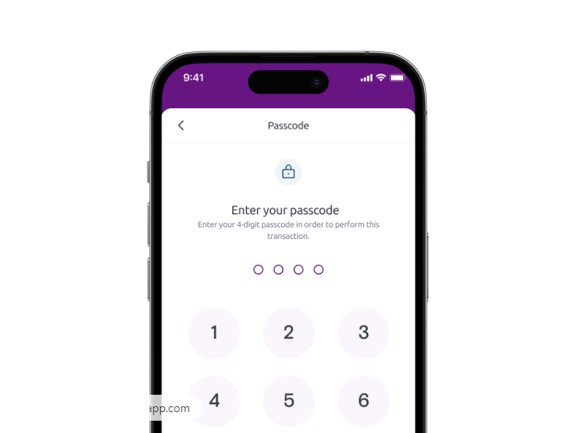 9:41
Passcode
Enter your passcode
Enter your 4-digit passcode in order to perform this
transaction.
1 2 3
4 5 6
app.com